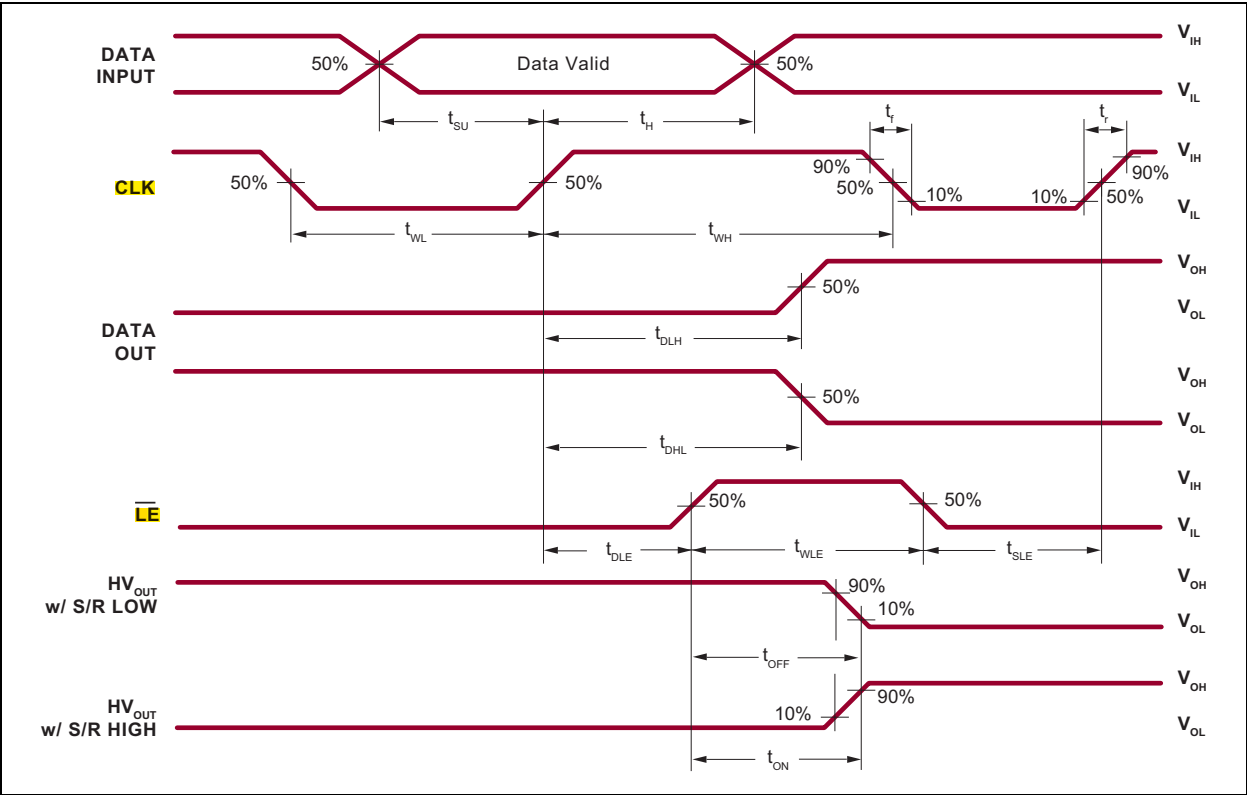 DATA
INPUT
50%
Data Valid
50%
V_IH
V_IL
t_SU
t_H
t_f
t_r
CLK
50%
50%
90%
50%
10%
10%
90%
50%
V_IH
V_IL
t_WL
t_WH
DATA
OUT
50%
V_OH
V_OL
t_DLH
50%
V_OH
V_OL
t_DHL
L̅E̅
50%
50%
V_IH
V_IL
t_DLE
t_WLE
t_SLE
HV_OUT
w/ S/R LOW
90%
10%
V_OH
V_OL
t_OFF
HV_OUT
w/ S/R HIGH
10%
90%
V_OH
V_OL
t_ON